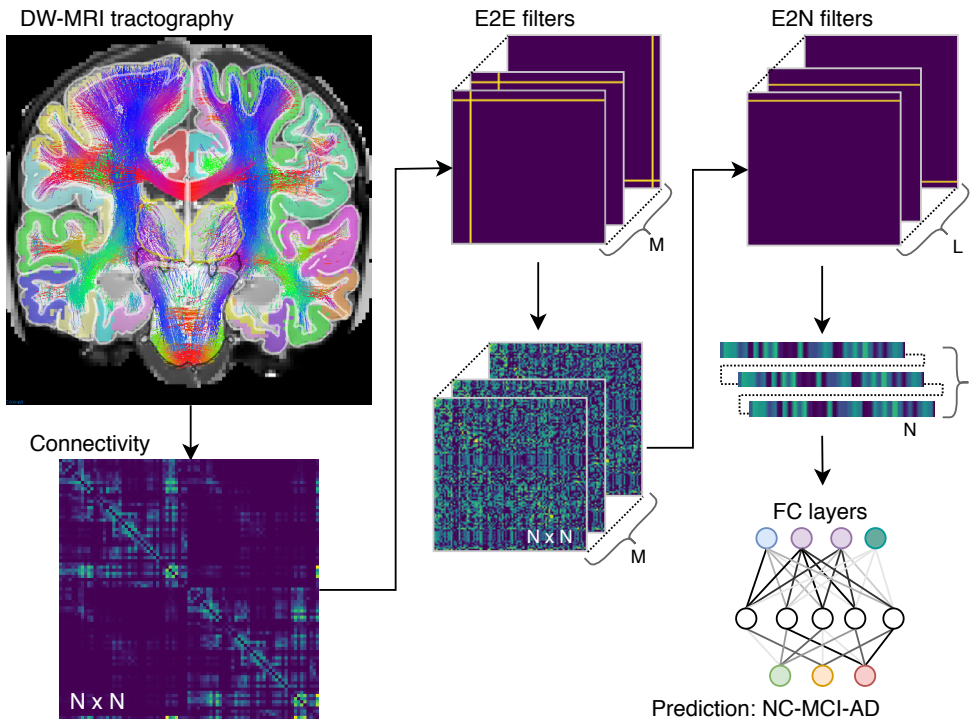 DW-MRI tractography
E2E filters
E2N filters
M
L
Connectivity
N x N
N x N
M
N
FC layers
Prediction: NC-MCI-AD